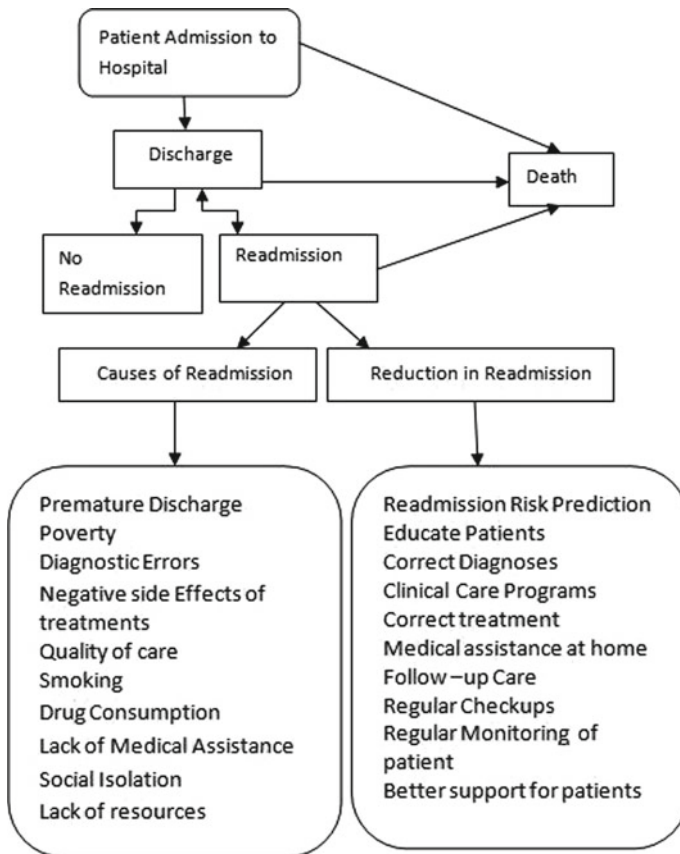 Patient Admission to
Hospital
Discharge
Death
No
Readmission
Readmission
Causes of Readmission
Reduction in Readmission
Premature Discharge
Poverty
Diagnostic Errors
Negative side Effects of
treatments
Quality of care
Smoking
Drug Consumption
Lack of Medical Assistance
Social Isolation
Lack of resources
Readmission Risk Prediction
Educate Patients
Correct Diagnoses
Clinical Care Programs
Correct treatment
Medical assistance at home
Follow –up Care
Regular Checkups
Regular Monitoring of
patient
Better support for patients